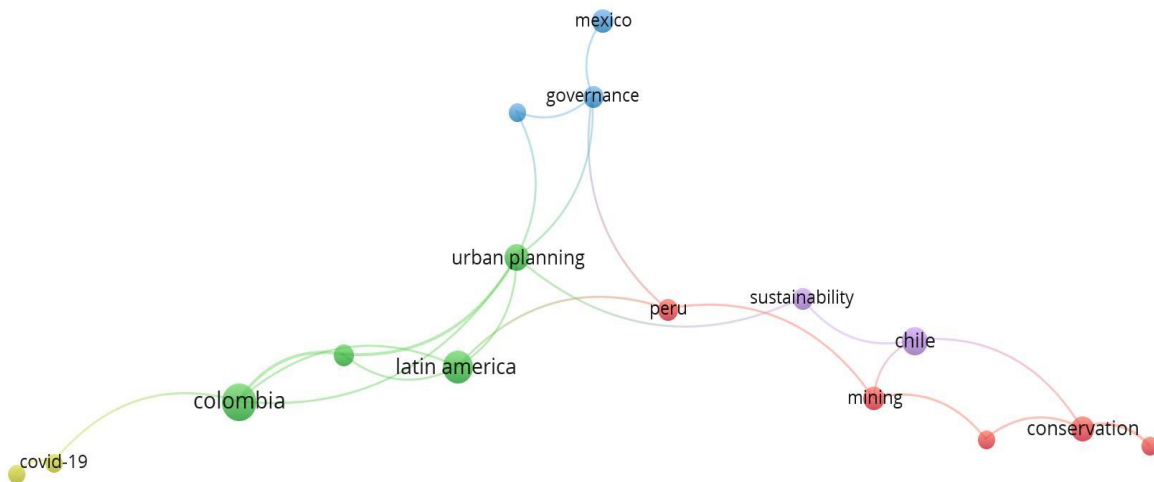 mexico
governance
urban planning
sustainability
peru
chile
latin america
mining
colombia
conservation
covid-19